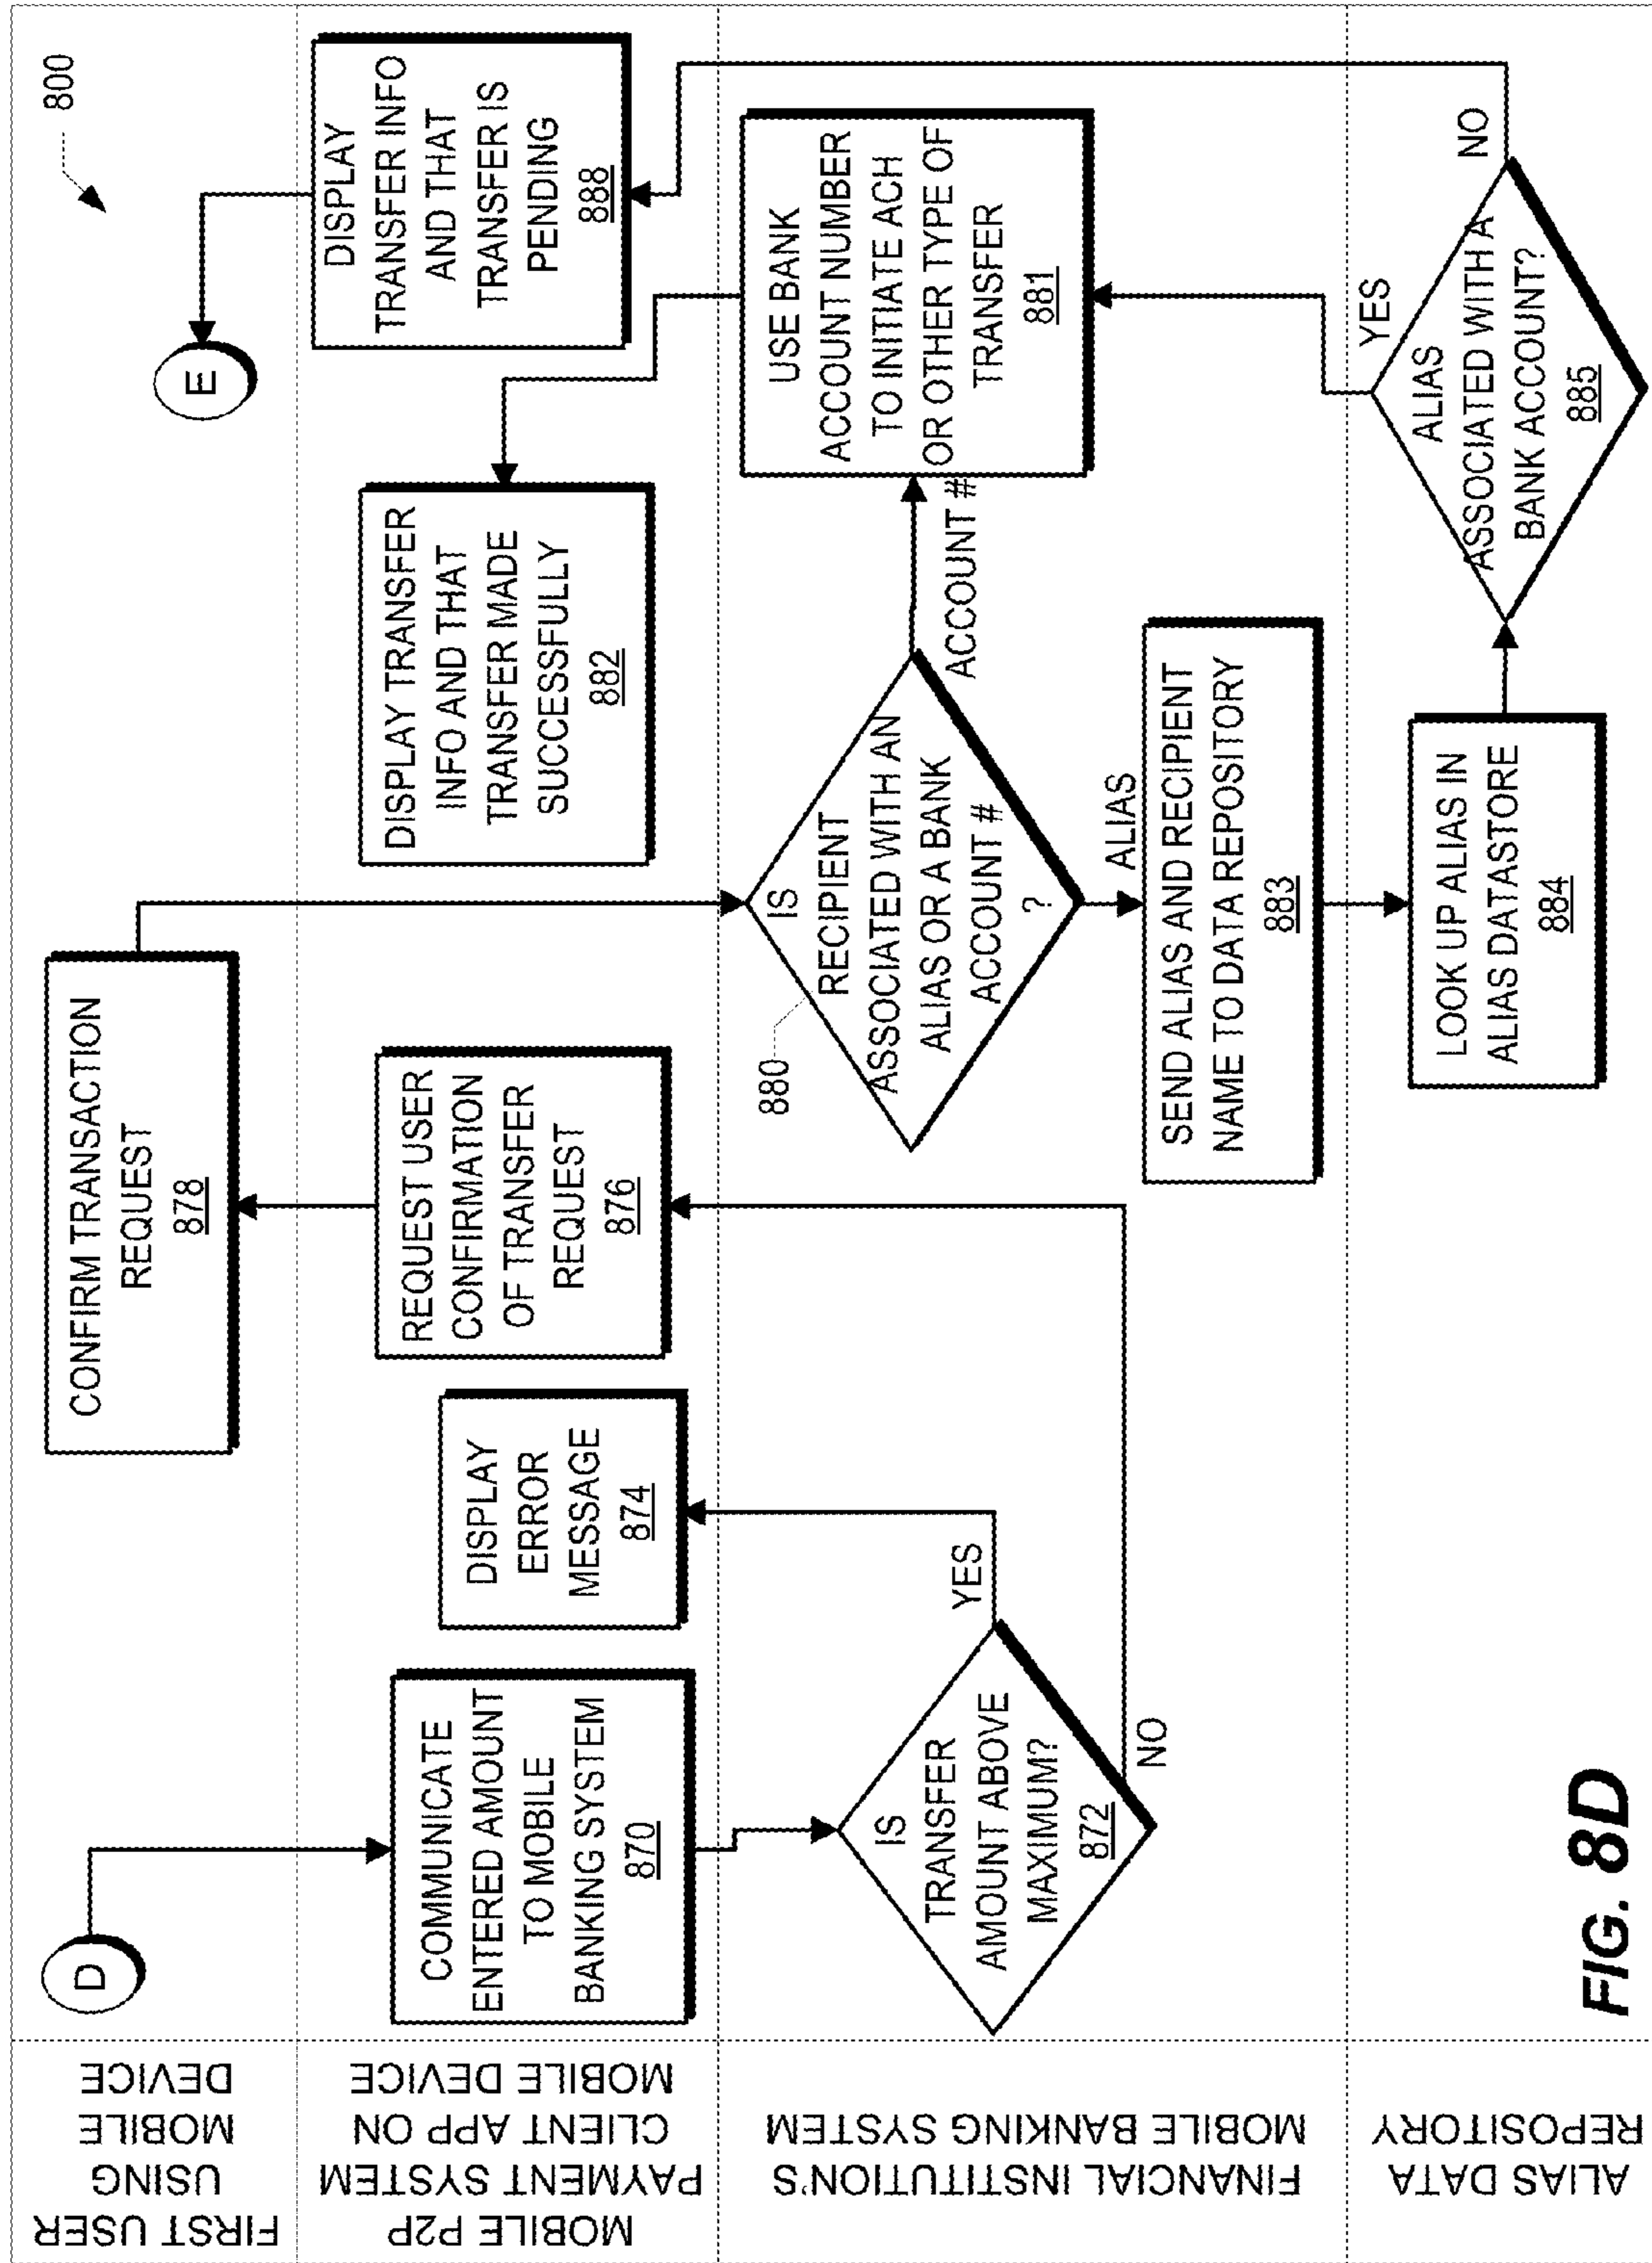 800
FIRST USER
USING
MOBILE
DEVICE
D
CONFIRM TRANSACTION
REQUEST
878
E
MOBILE P2P
PAYMENT SYSTEM
CLIENT APP ON
MOBILE DEVICE
COMMUNICATE
ENTERED AMOUNT
TO MOBILE
BANKING SYSTEM
870
DISPLAY
ERROR
MESSAGE
874
REQUEST USER
CONFIRMATION
OF TRANSFER
REQUEST
876
DISPLAY TRANSFER
INFO AND THAT
TRANSFER MADE
SUCCESSFULLY
882
DISPLAY
TRANSFER INFO
AND THAT
TRANSFER IS
PENDING
888
FINANCIAL INSTITUTION'S
MOBILE BANKING SYSTEM
IS
TRANSFER
AMOUNT ABOVE
MAXIMUM?
872
YES
NO
880
IS
RECIPIENT
ASSOCIATED WITH AN
ALIAS OR A BANK
ACCOUNT #
?
ACCOUNT #
ALIAS
USE BANK
ACCOUNT NUMBER
TO INITIATE ACH
OR OTHER TYPE OF
TRANSFER
881
SEND ALIAS AND RECIPIENT
NAME TO DATA REPOSITORY
883
ALIAS DATA
REPOSITORY
LOOK UP ALIAS IN
ALIAS DATASTORE
884
YES
NO
ALIAS
ASSOCIATED WITH A
BANK ACCOUNT?
885
FIG. 8D